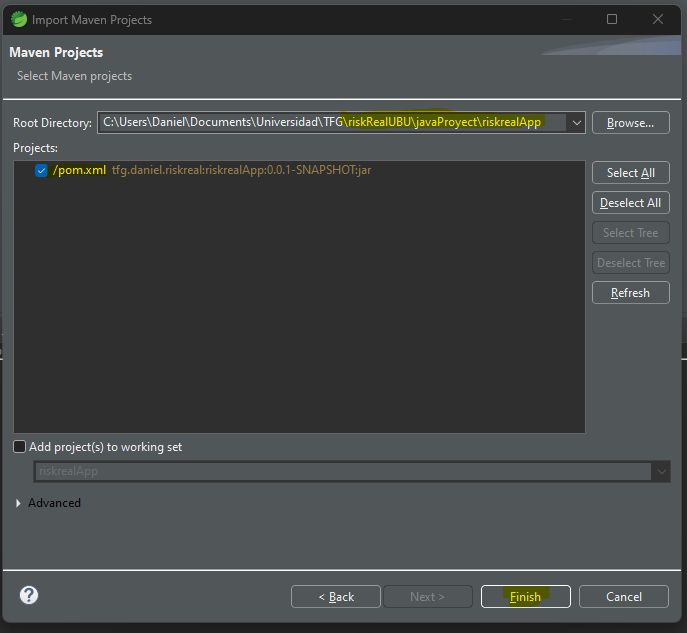 Import Maven Projects
Maven Projects
Select Maven projects
Root Directory: C:\Users\Daniel\Documents\Universidad\TFG\riskRealUBU\javaProyect\riskrealApp Browse...
Projects:
/pom.xml tfg.daniel.riskreal:riskrealApp:0.0.1-SNAPSHOT:jar
Select All
Deselect All
Select Tree
Deselect Tree
Refresh
Add project(s) to working set
riskrealApp
Advanced
? < Back Next > Finish Cancel